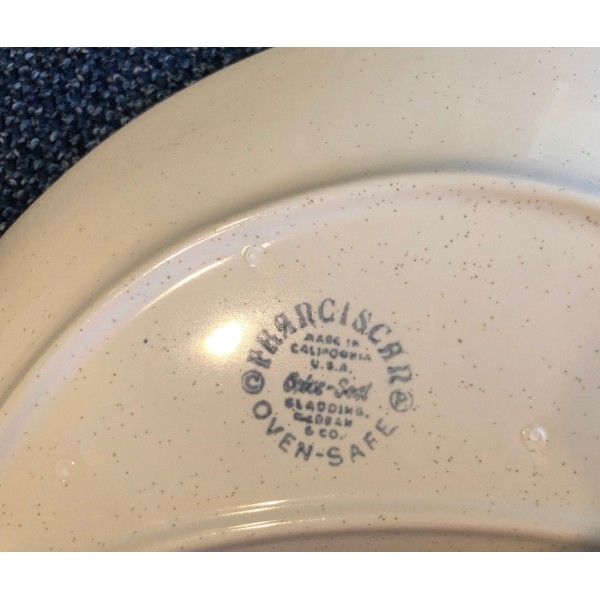 © FRANCISCAN ®
MADE IN
CALIFORNIA
U.S.A.
Color-Seal
GLADDING,
McBEAN
& CO.
OVEN-SAFE